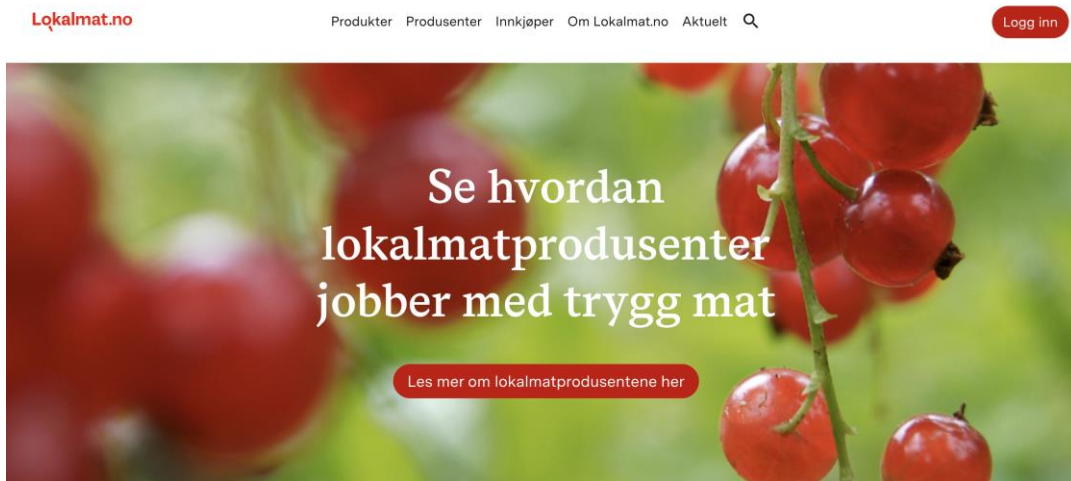 Lokalmat.no
Produkter Produsenter Innkjøper Om Lokalmat.no Aktuelt
Logg inn
Se hvordan
lokalmatprodusenter
jobber med trygg mat
Les mer om lokalmatprodusentene her